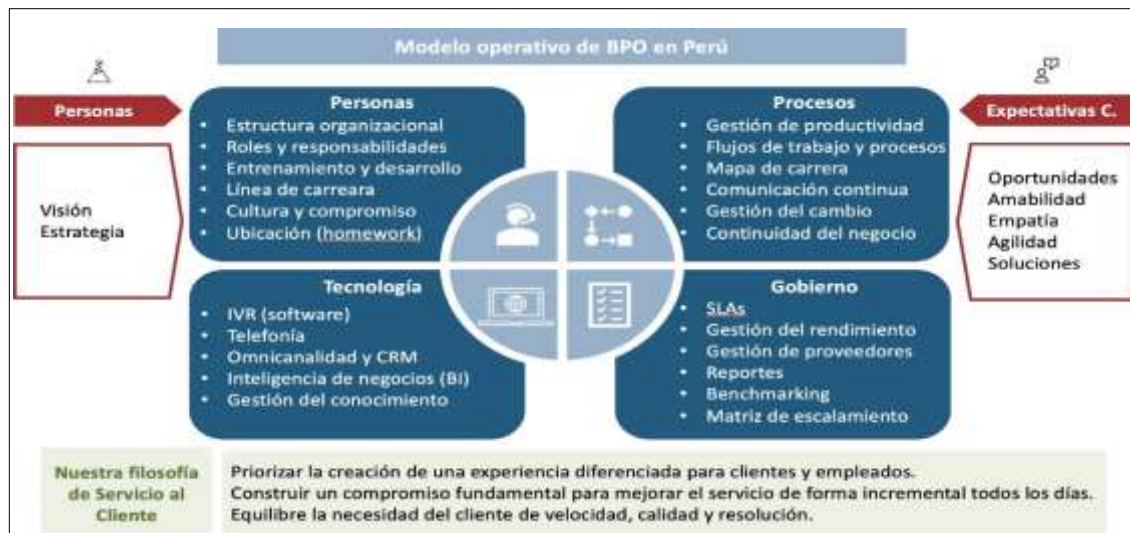 Modelo operativo de BPO en Perú
Personas
Visión
Estrategia
Personas
• Estructura organizacional
• Roles y responsabilidades
• Entrenamiento y desarrollo
• Línea de carreara
• Cultura y compromiso
• Ubicación (homework)
Procesos
• Gestión de productividad
• Flujos de trabajo y procesos
• Mapa de carrera
• Comunicación continua
• Gestión del cambio
• Continuidad del negocio
Expectativas C.
Oportunidades
Amabilidad
Empatía
Agilidad
Soluciones
Tecnología
• IVR (software)
• Telefonía
• Omnicanalidad y CRM
• Inteligencia de negocios (BI)
• Gestión del conocimiento
Gobierno
• SLAs
• Gestión del rendimiento
• Gestión de proveedores
• Reportes
• Benchmarking
• Matriz de escalamiento
Nuestra filosofía
de Servicio al
Cliente
Priorizar la creación de una experiencia diferenciada para clientes y empleados.
Construir un compromiso fundamental para mejorar el servicio de forma incremental todos los días.
Equilibre la necesidad del cliente de velocidad, calidad y resolución.